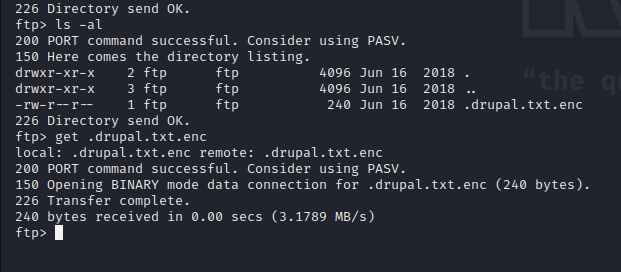 226 Directory send OK.
ftp> ls -al
200 PORT command successful. Consider using PASV.
150 Here comes the directory listing.
drwxr-xr-x    2 ftp      ftp          4096 Jun 16  2018 .
drwxr-xr-x    3 ftp      ftp          4096 Jun 16  2018 ..
-rw-r--r--    1 ftp      ftp           240 Jun 16  2018 .drupal.txt.enc
226 Directory send OK.
ftp> get .drupal.txt.enc
local: .drupal.txt.enc remote: .drupal.txt.enc
200 PORT command successful. Consider using PASV.
150 Opening BINARY mode data connection for .drupal.txt.enc (240 bytes).
226 Transfer complete.
240 bytes received in 0.00 secs (3.1789 MB/s)
ftp>
“the q